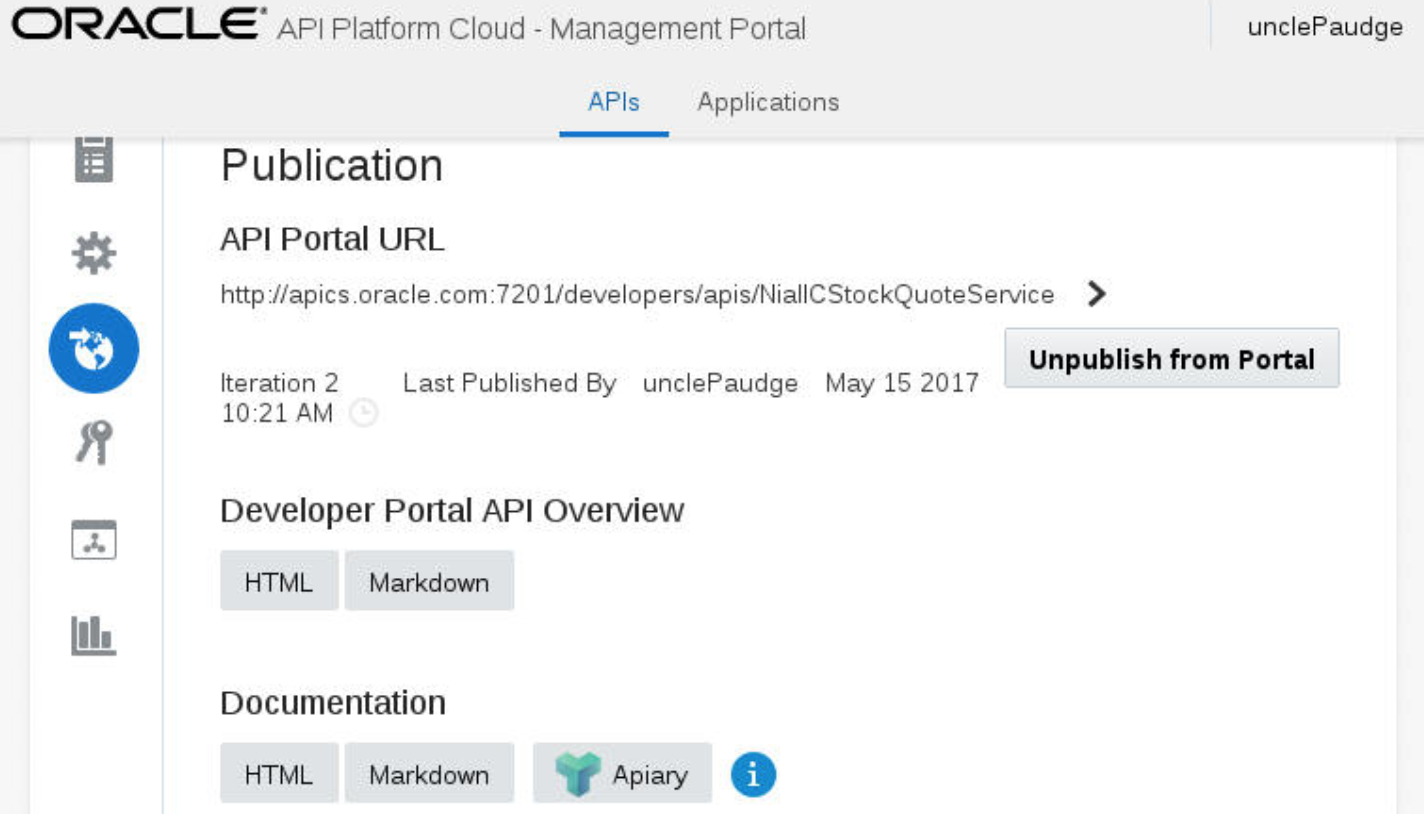 ORACLE® API Platform Cloud - Management Portal unclePaudge
APIs Applications
Publication
API Portal URL
http://apics.oracle.com:7201/developers/apis/NiallCStockQuoteService
Unpublish from Portal
Iteration 2 Last Published By unclePaudge May 15 2017
10:21 AM
Developer Portal API Overview
HTML Markdown
Documentation
HTML Markdown Apiary i